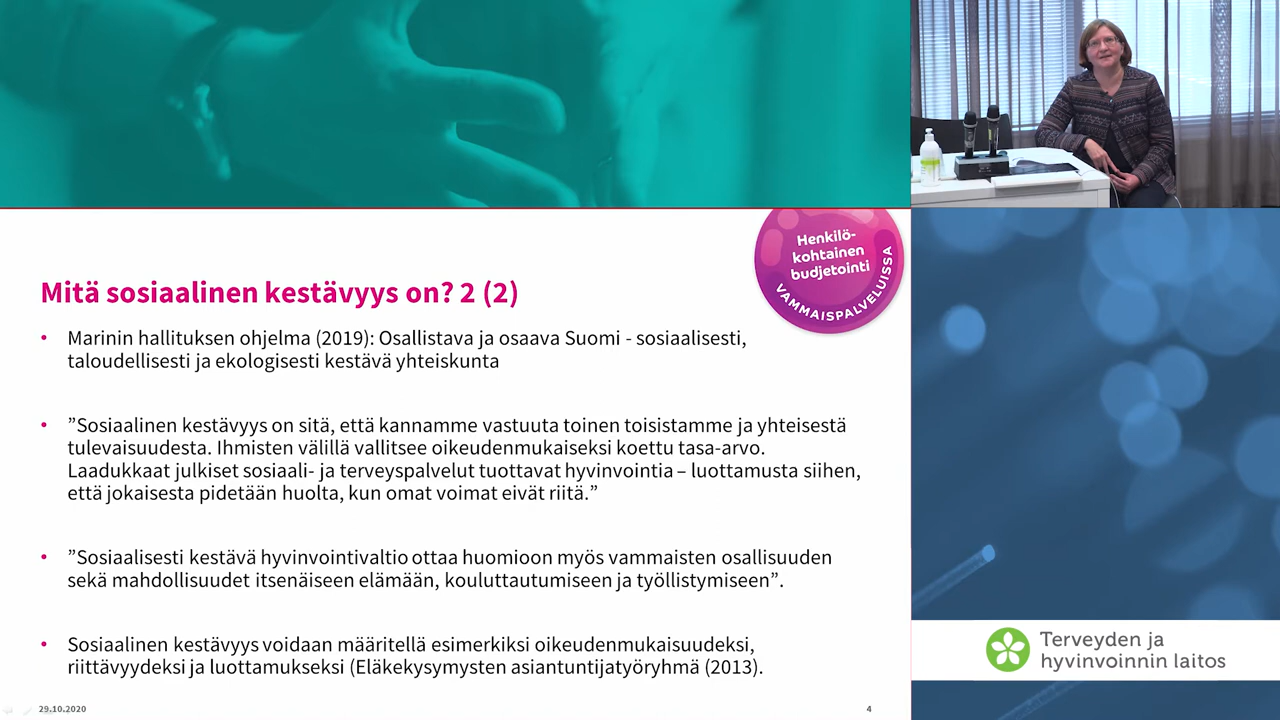 Henkilö-
kohtainen
budjetointi
VAMMAISPALVELUISSA
Mitä sosiaalinen kestävyys on? 2 (2)
• Marinin hallituksen ohjelma (2019): Osallistava ja osaava Suomi - sosiaalisesti,
taloudellisesti ja ekologisesti kestävä yhteiskunta
• ”Sosiaalinen kestävyys on sitä, että kannamme vastuuta toinen toisistamme ja yhteisestä
tulevaisuudesta. Ihmisten välillä vallitsee oikeudenmukaiseksi koettu tasa-arvo.
Laadukkaat julkiset sosiaali- ja terveyspalvelut tuottavat hyvinvointia – luottamusta siihen,
että jokaisesta pidetään huolta, kun omat voimat eivät riitä.”
• ”Sosiaalisesti kestävä hyvinvointivaltio ottaa huomioon myös vammaisten osallisuuden
sekä mahdollisuudet itsenäiseen elämään, kouluttautumiseen ja työllistymiseen”.
• Sosiaalinen kestävyys voidaan määritellä esimerkiksi oikeudenmukaisuudeksi,
riittävyydeksi ja luottamukseksi (Eläkekysymysten asiantuntijatyöryhmä (2013).
29.10.2020
4
Terveyden ja
hyvinvoinnin laitos